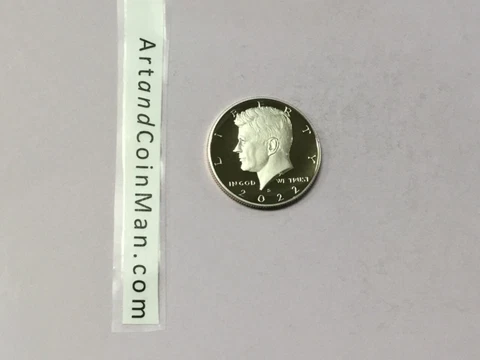 ArtandCoinMan.com
LIBERTY
IN GOD WE TRUST
S
2022